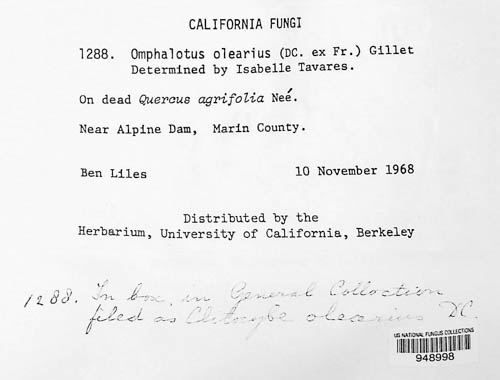 CALIFORNIA FUNGI
1288. Omphalotus olearius (DC. ex Fr.) Gillet
Determined by Isabelle Tavares.
On dead Quercus agrifolia Neé.
Near Alpine Dam, Marin County.
Ben Liles 10 November 1968
Distributed by the
Herbarium, University of California, Berkeley
1288. In box, in General Collection
filed as Clitocybe olearius DC.
US NATIONAL FUNGUS COLLECTIONS
948998